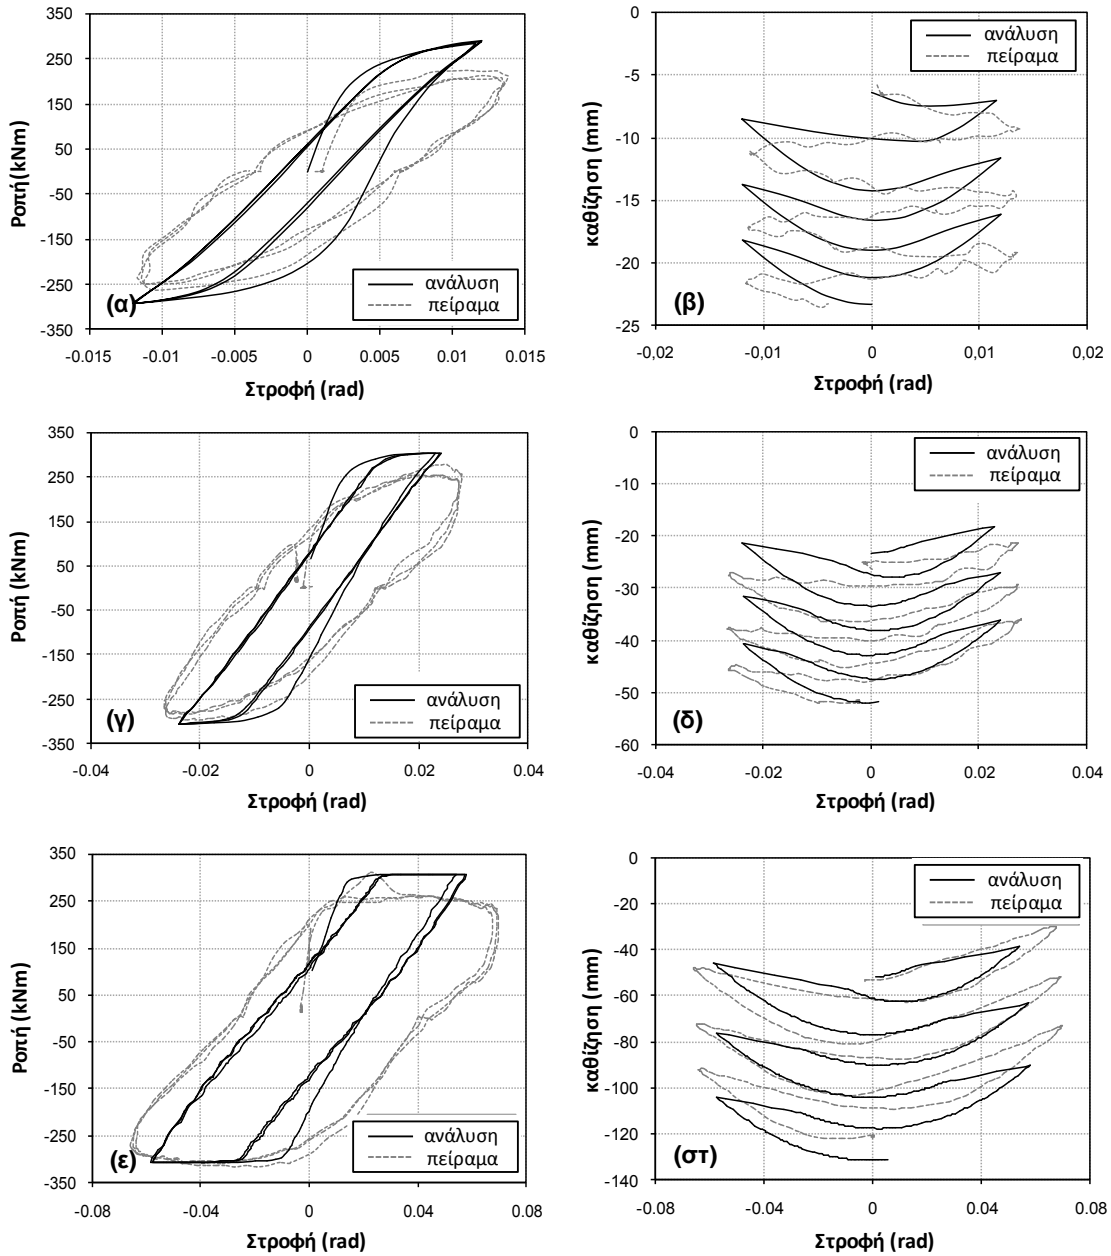 350
250
150
50
-50
-150
-250
-350
Ροπή(kNm)
-0.015 -0.01 -0.005 0 0.005 0.01 0.015
Στροφή (rad)
ανάλυση
πείραμα
(α)
0
-5
-10
-15
-20
-25
καθίζηση (mm)
-0,02 -0,01 0 0,01 0,02
Στροφή (rad)
ανάλυση
πείραμα
(β)
350
250
150
50
-50
-150
-250
-350
Ροπή (kNm)
-0.04 -0.02 0 0.02 0.04
Στροφή (rad)
ανάλυση
πείραμα
(γ)
0
-10
-20
-30
-40
-50
-60
καθίζηση (mm)
-0.04 -0.02 0 0.02 0.04
Στροφή (rad)
ανάλυση
πείραμα
(δ)
350
250
150
50
-50
-150
-250
-350
Ροπή (kNm)
-0.08 -0.04 0 0.04 0.08
Στροφή (rad)
ανάλυση
πείραμα
(ε)
0
-20
-40
-60
-80
-100
-120
-140
καθίζηση (mm)
-0.08 -0.04 0 0.04 0.08
Στροφή (rad)
ανάλυση
πείραμα
(στ)